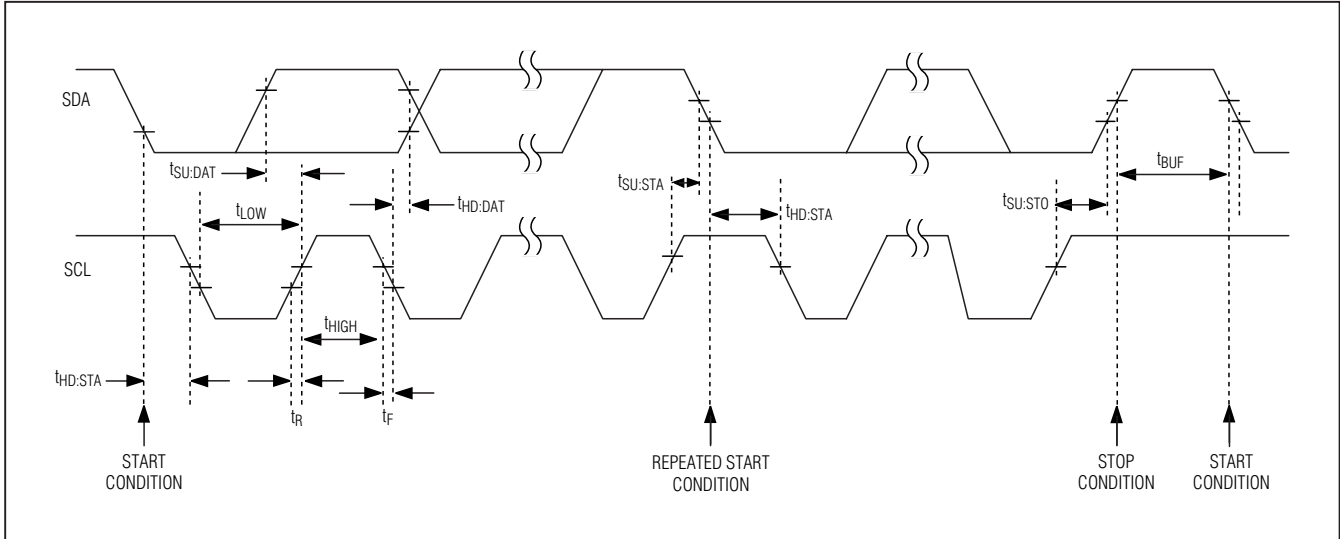 SDA
tSU:DAT
tLOW
tHD:DAT
tSU:STA
tHD:STA
tBUF
tSU:STO
SCL
tHIGH
tHD:STA
tR
tF
START
CONDITION
REPEATED START
CONDITION
STOP
CONDITION
START
CONDITION